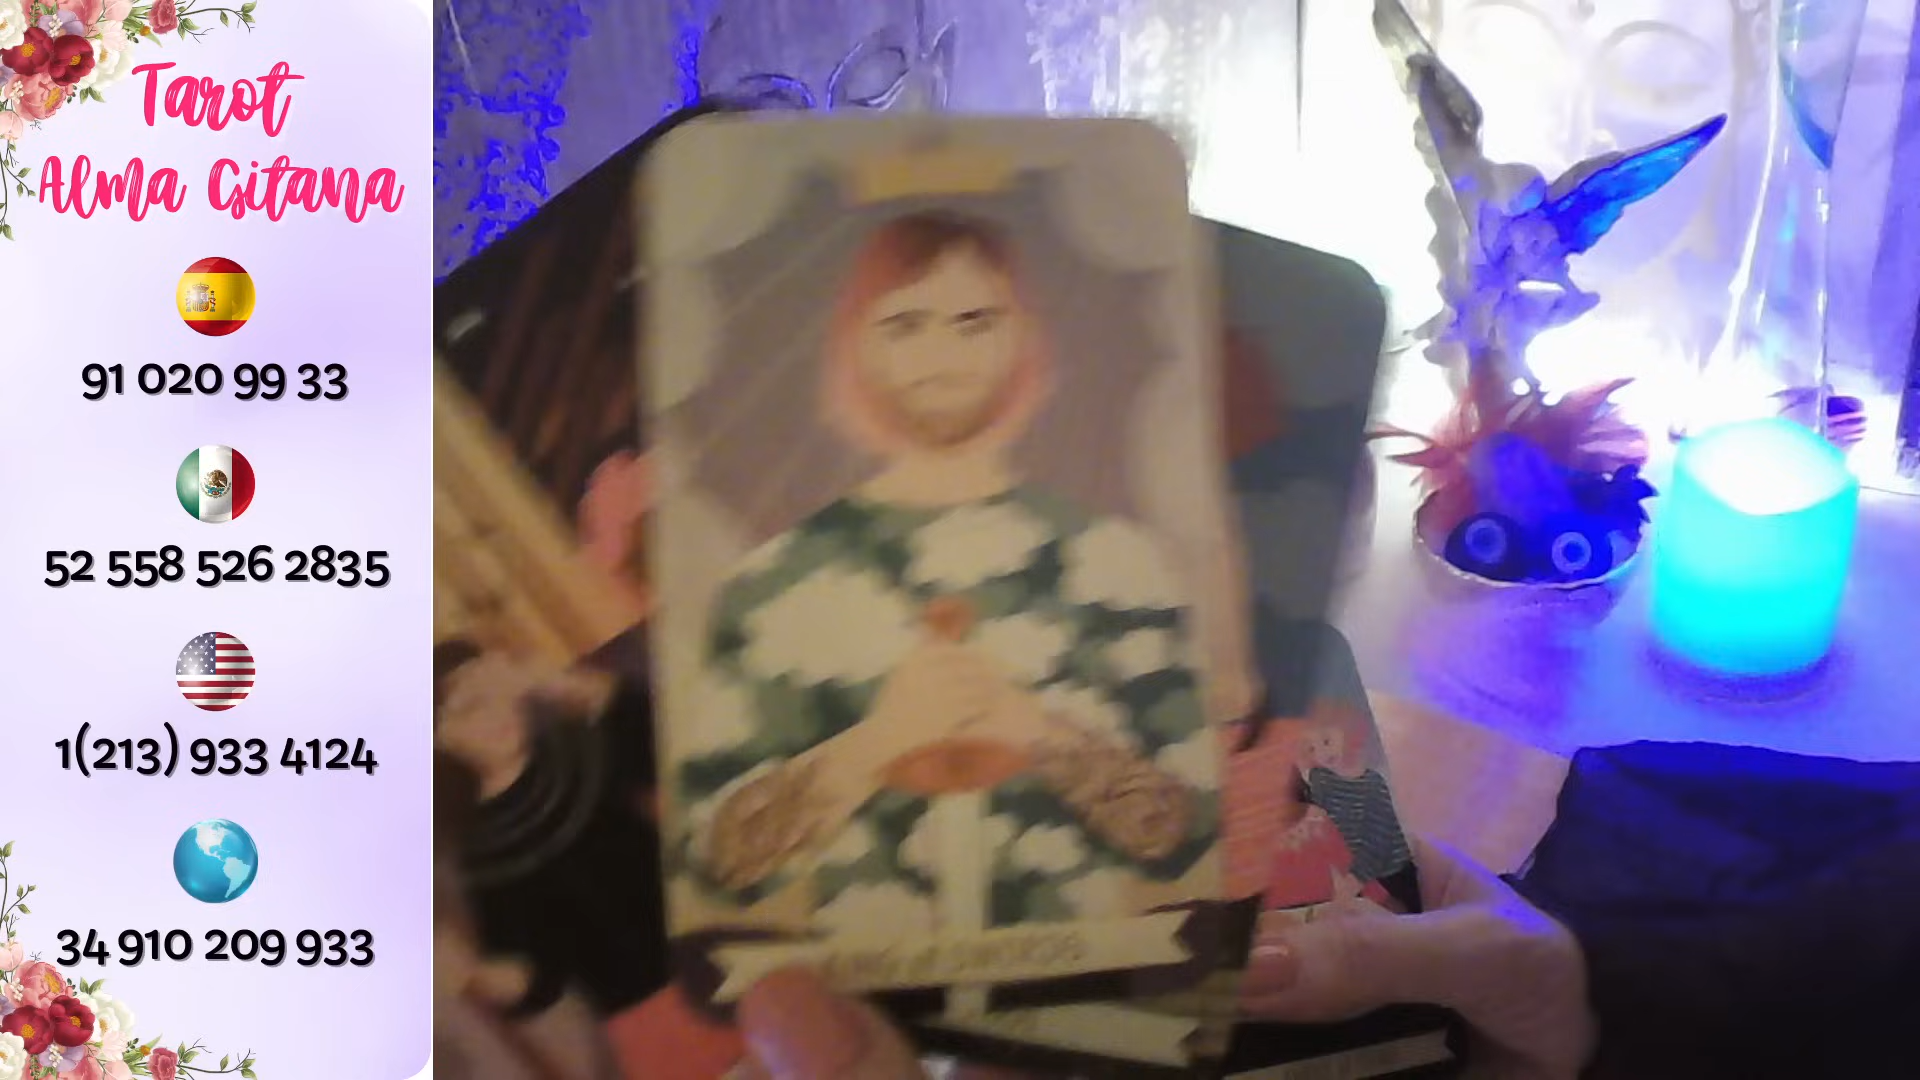 Tarot
Alma Gitana
91 020 99 33
52 558 526 2835
1(213) 933 4124
34 910 209 933